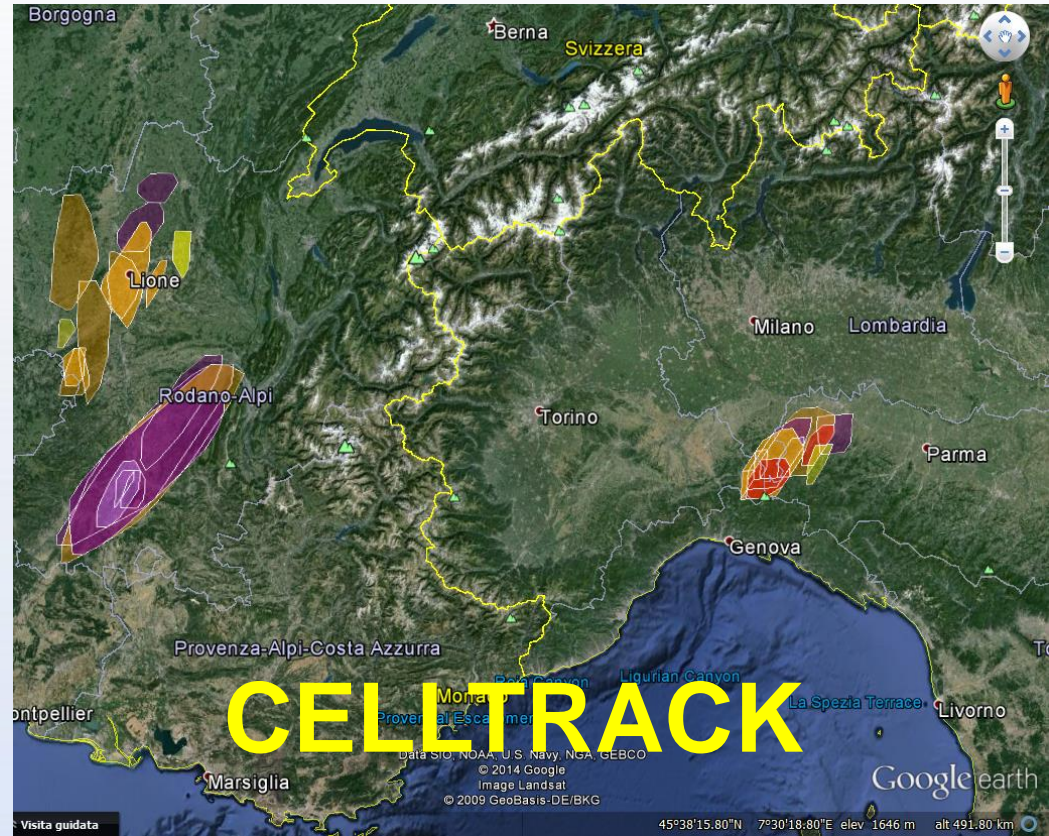 Borgogna
Berna
Svizzera
Lione
Milano
Lombardia
Rodano-Alpi
Torino
Parma
Genova
Provenza-Alpi-Costa Azzurra
Ligurian Canyon
Monaco
La Spezia Terrace
ontpellier
Livorno
CELLTRACK
Data SIO, NOAA, U.S. Navy, NGA, GEBCO
© 2014 Google
Image Landsat
© 2009 GeoBasis-DE/BKG
Marsiglia
Google earth
Visita guidata
45°38'15.80"N 7°30'18.80"E elev 1646 m alt 491.80 km